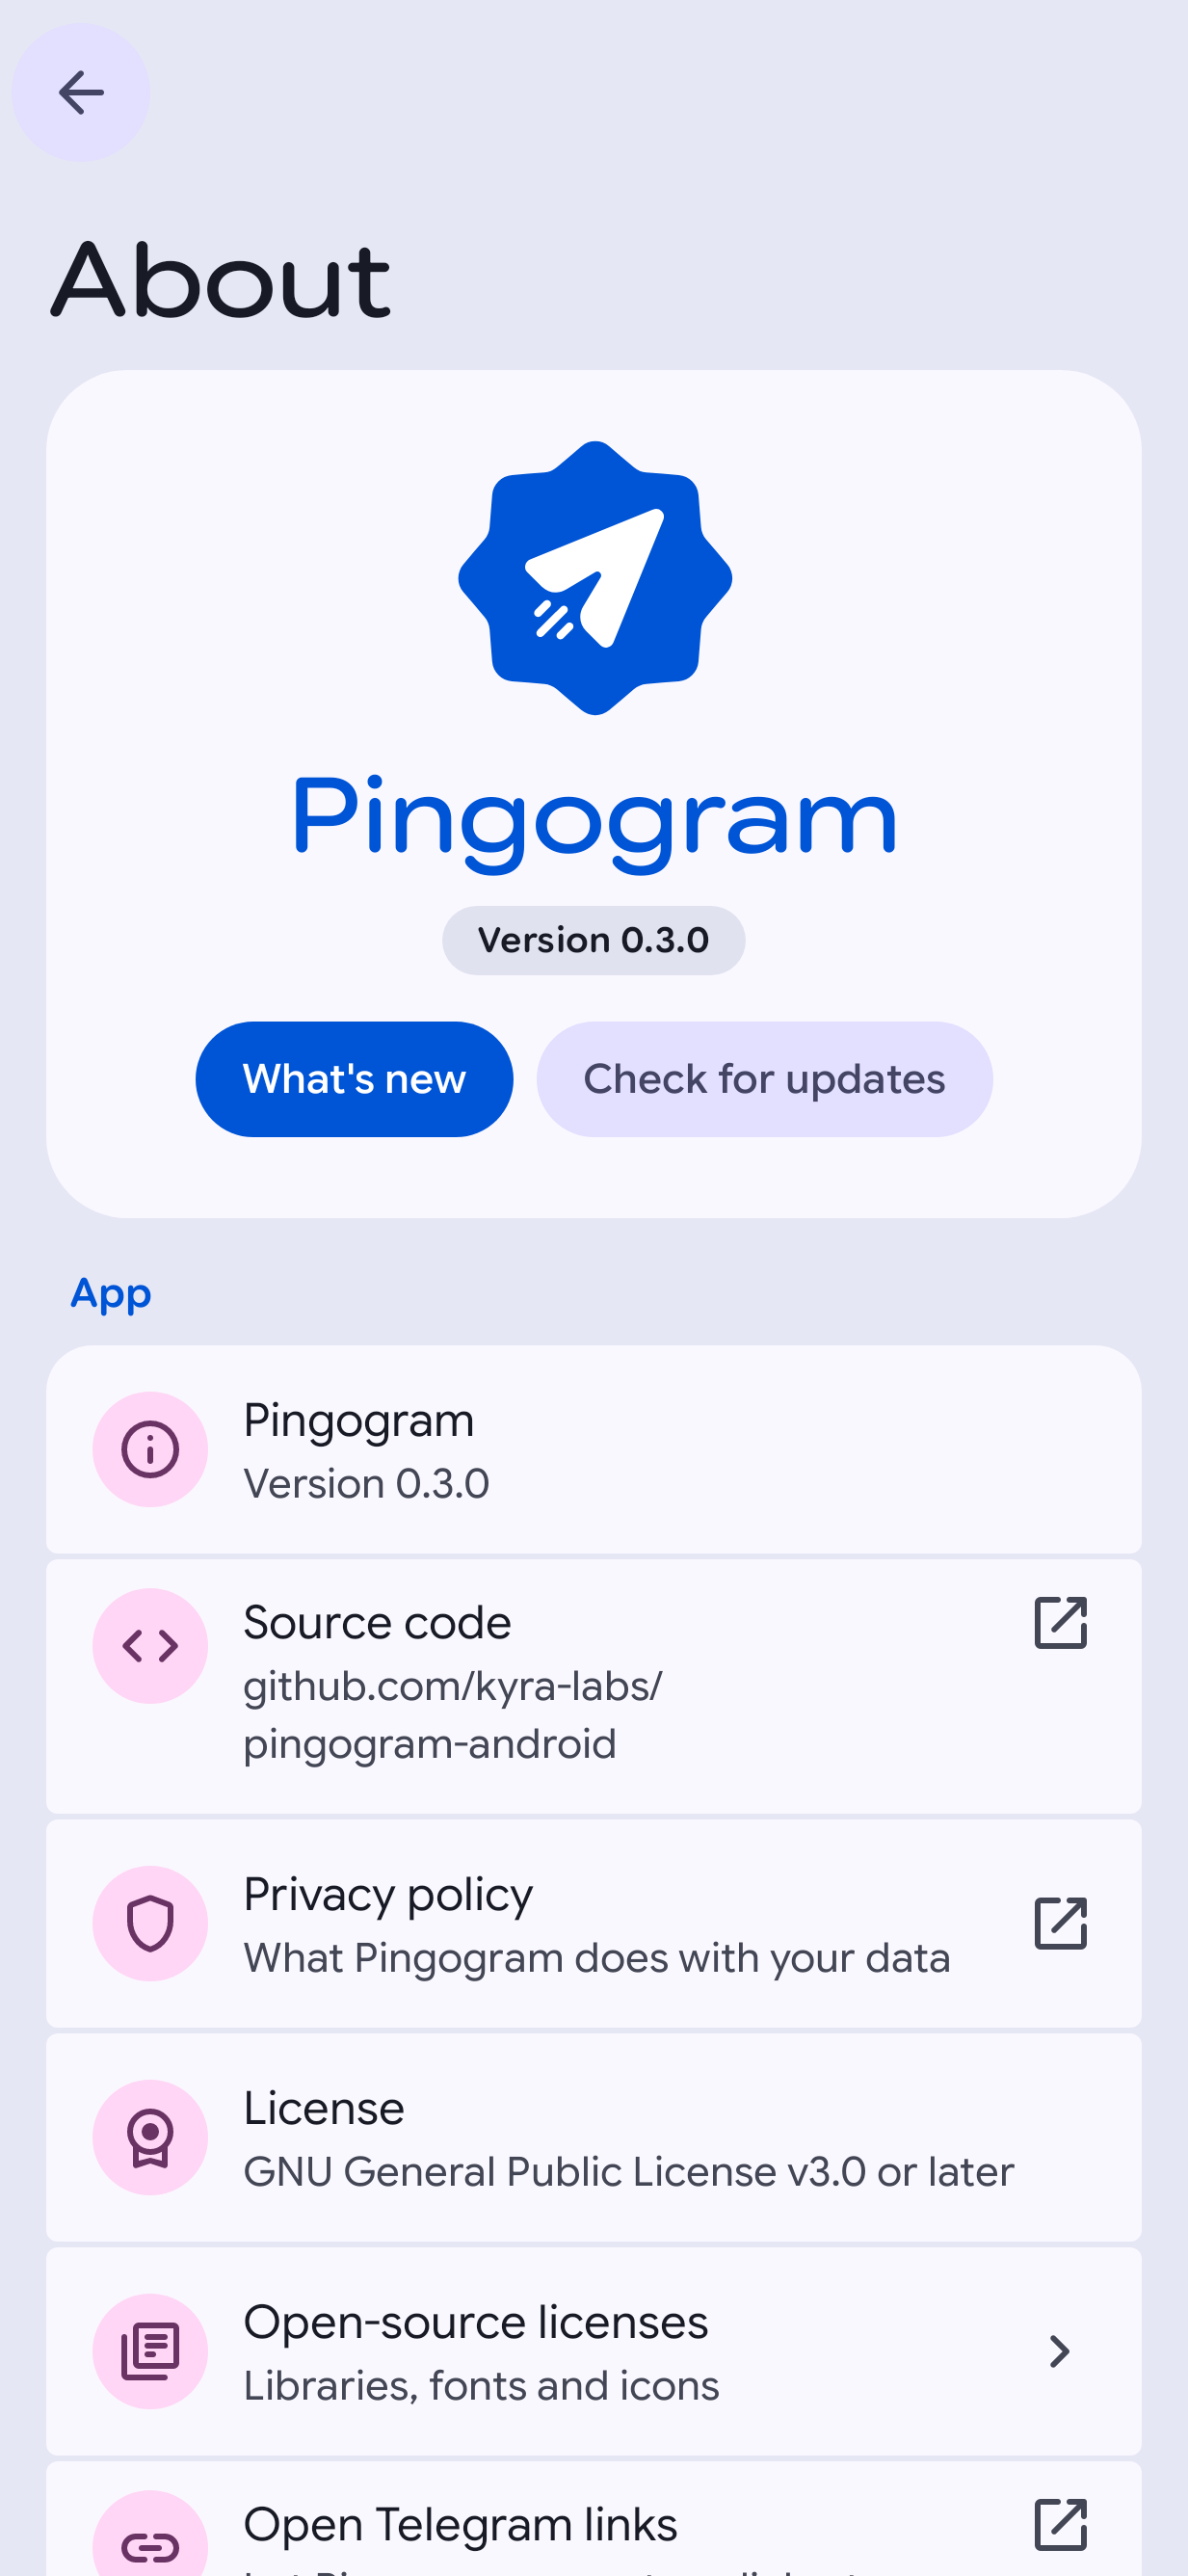 About
Pingogram
Version 0.3.0
What's new
Check for updates
App
Pingogram
Version 0.3.0
Source code
github.com/kyra-labs/
pingogram-android
Privacy policy
What Pingogram does with your data
License
GNU General Public License v3.0 or later
Open-source licenses
Libraries, fonts and icons
Open Telegram links